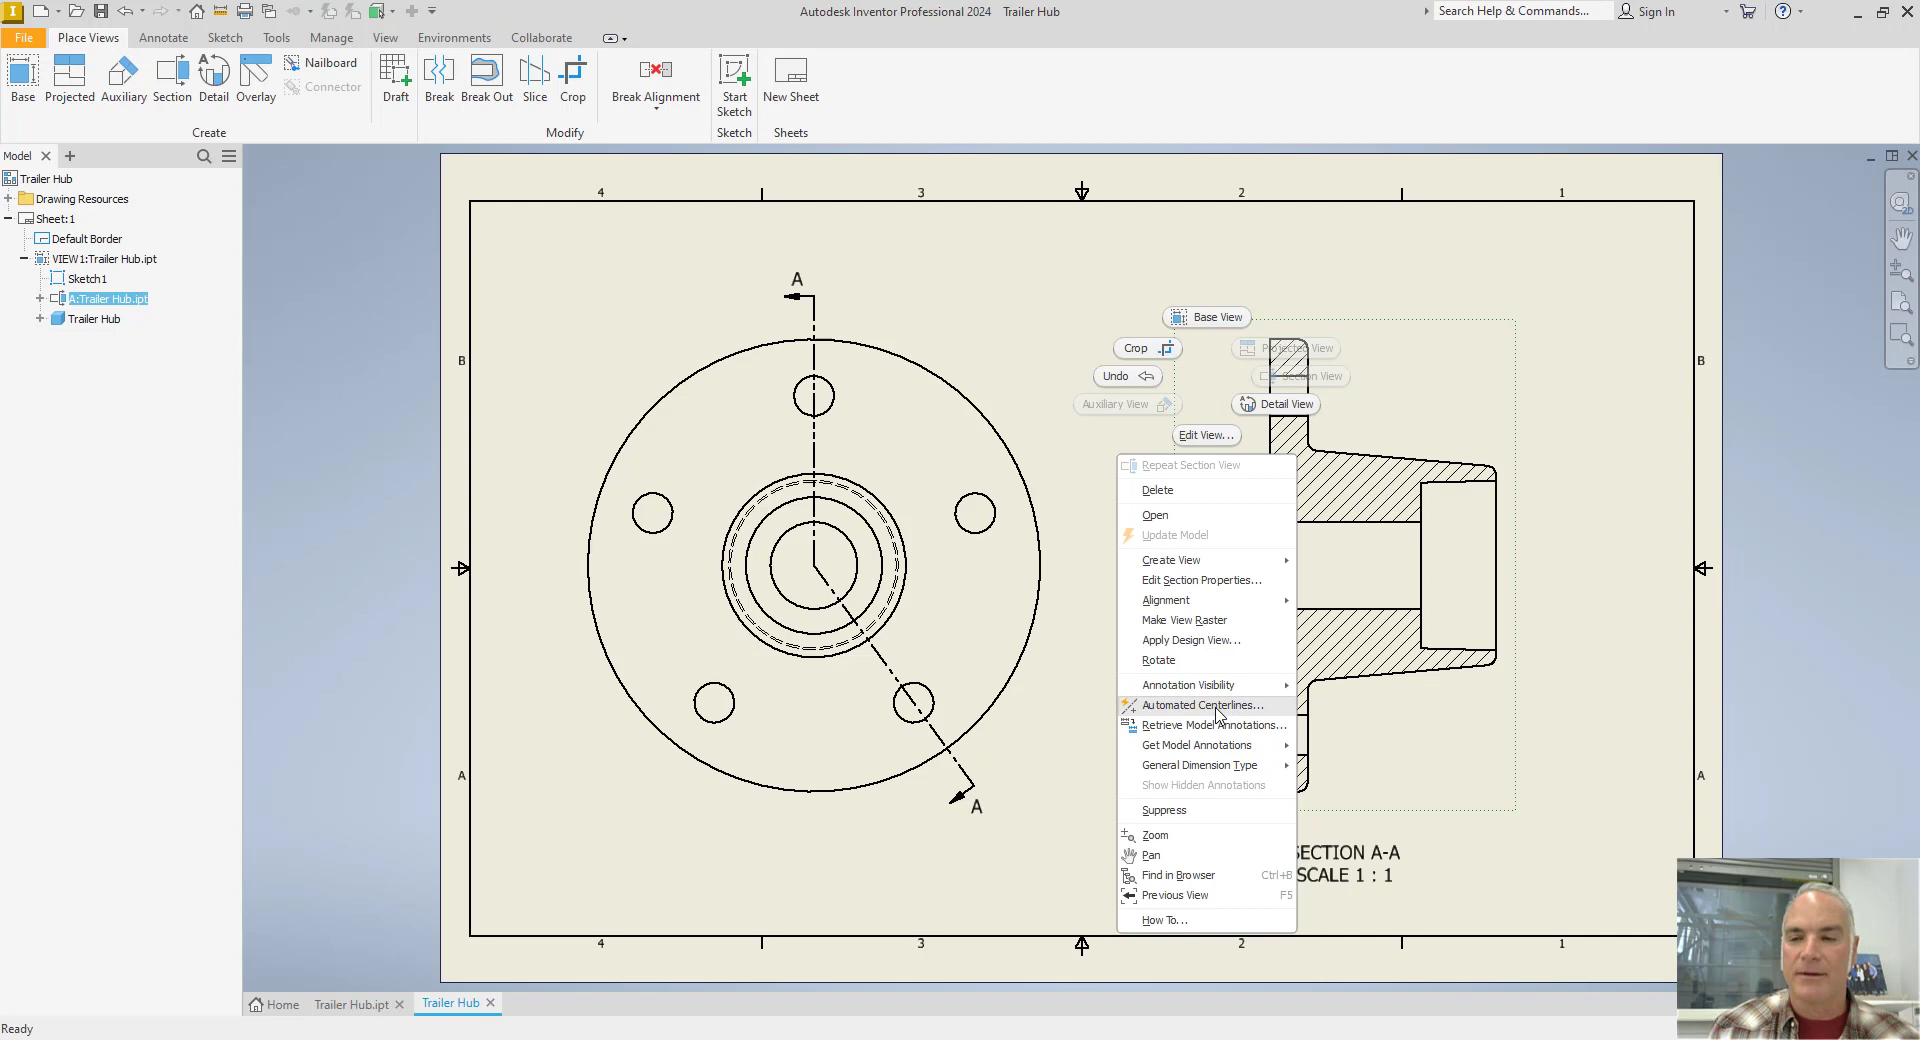 Autodesk Inventor Professional 2024 Trailer Hub
Search Help & Commands...
Sign In
File
Place Views
Annotate
Sketch
Tools
Manage
View
Environments
Collaborate
Base
Projected
Auxiliary
Section
Detail
Overlay
Nailboard
Connector
Draft
Break
Break Out
Slice
Crop
Break Alignment
Start
Sketch
New Sheet
Create
Modify
Sketch
Sheets
Model
Trailer Hub
Drawing Resources
Sheet:1
Default Border
VIEW1:Trailer Hub.ipt
Sketch1
A:Trailer Hub.ipt
Trailer Hub
4
3
2
1
B
B
A
A
4
3
2
1
A
A
Base View
Crop
Projected View
Undo
Section View
Auxiliary View
Detail View
Edit View...
Repeat Section View
Delete
Open
Update Model
Create View
Edit Section Properties...
Alignment
Make View Raster
Apply Design View...
Rotate
Annotation Visibility
Automated Centerlines...
Retrieve Model Annotations...
Get Model Annotations
General Dimension Type
Show Hidden Annotations
Suppress
Zoom
Pan
Find in Browser Ctrl+B
Previous View F5
How To...
SECTION A-A
SCALE 1 : 1
Home
Trailer Hub.ipt
Trailer Hub
Ready